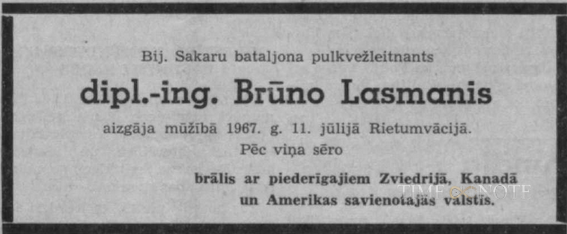 Bij. Sakaru bataljona pulkvežleitnants
dipl.-ing. Brūno Lasmanis
aizgāja mūžībā 1967. g. 11. jūlijā Rietumvācijā.
Pēc viņa sēro
brālis ar piederīgajiem Zviedrijā, Kanadā
un Amerikas savienotajās valstīs.
TIMENOTE